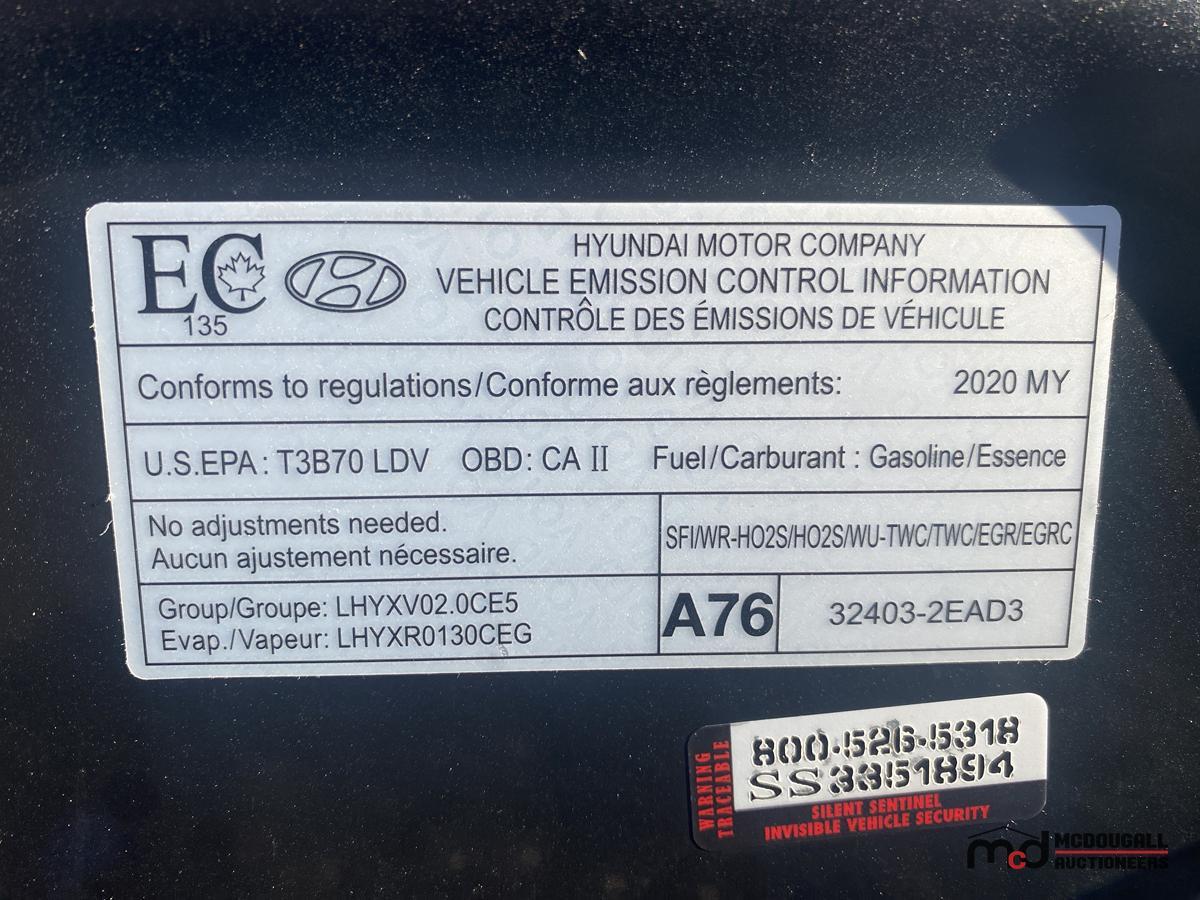 EC
135
HYUNDAI MOTOR COMPANY
VEHICLE EMISSION CONTROL INFORMATION
CONTRÔLE DES ÉMISSIONS DE VÉHICULE
Conforms to regulations/Conforme aux règlements: 2020 MY
U.S.EPA : T3B70 LDV OBD: CA II Fuel/Carburant : Gasoline/Essence
No adjustments needed.
Aucun ajustement nécessaire.
SFI/WR-HO2S/HO2S/WU-TWC/TWC/EGR/EGRC
Group/Groupe: LHYXV02.0CE5
Evap./Vapeur: LHYXR0130CEG
A76
32403-2EAD3
WARNING
TRACEABLE
800-526-5318
SS3351894
SILENT SENTINEL
INVISIBLE VEHICLE SECURITY
mcd
MCDOUGALL
AUCTIONEERS